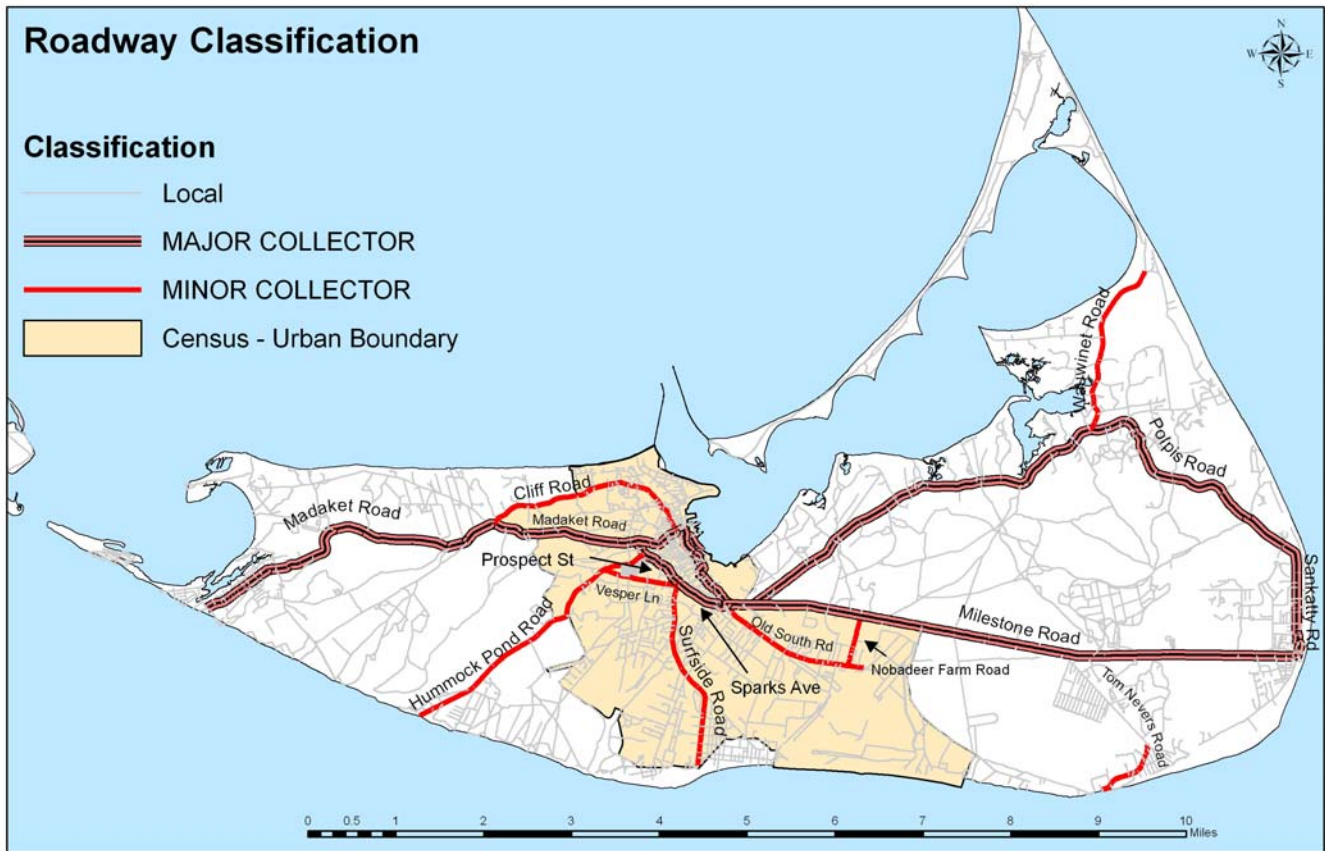 Roadway Classification
N
W E
S
Classification
Local
MAJOR COLLECTOR
MINOR COLLECTOR
Census - Urban Boundary
Wauwinet Road
Polpis Road
Cliff Road
Madaket Road
Madaket Road
Prospect St
Vesper Ln
Sankaty Rd
Milestone Road
Old South Rd
Hummock Pond Road
Surfside Road
Nobadeer Farm Road
Sparks Ave
Tom Nevers Road
0 0.5 1 2 3 4 5 6 7 8 9 10
Miles